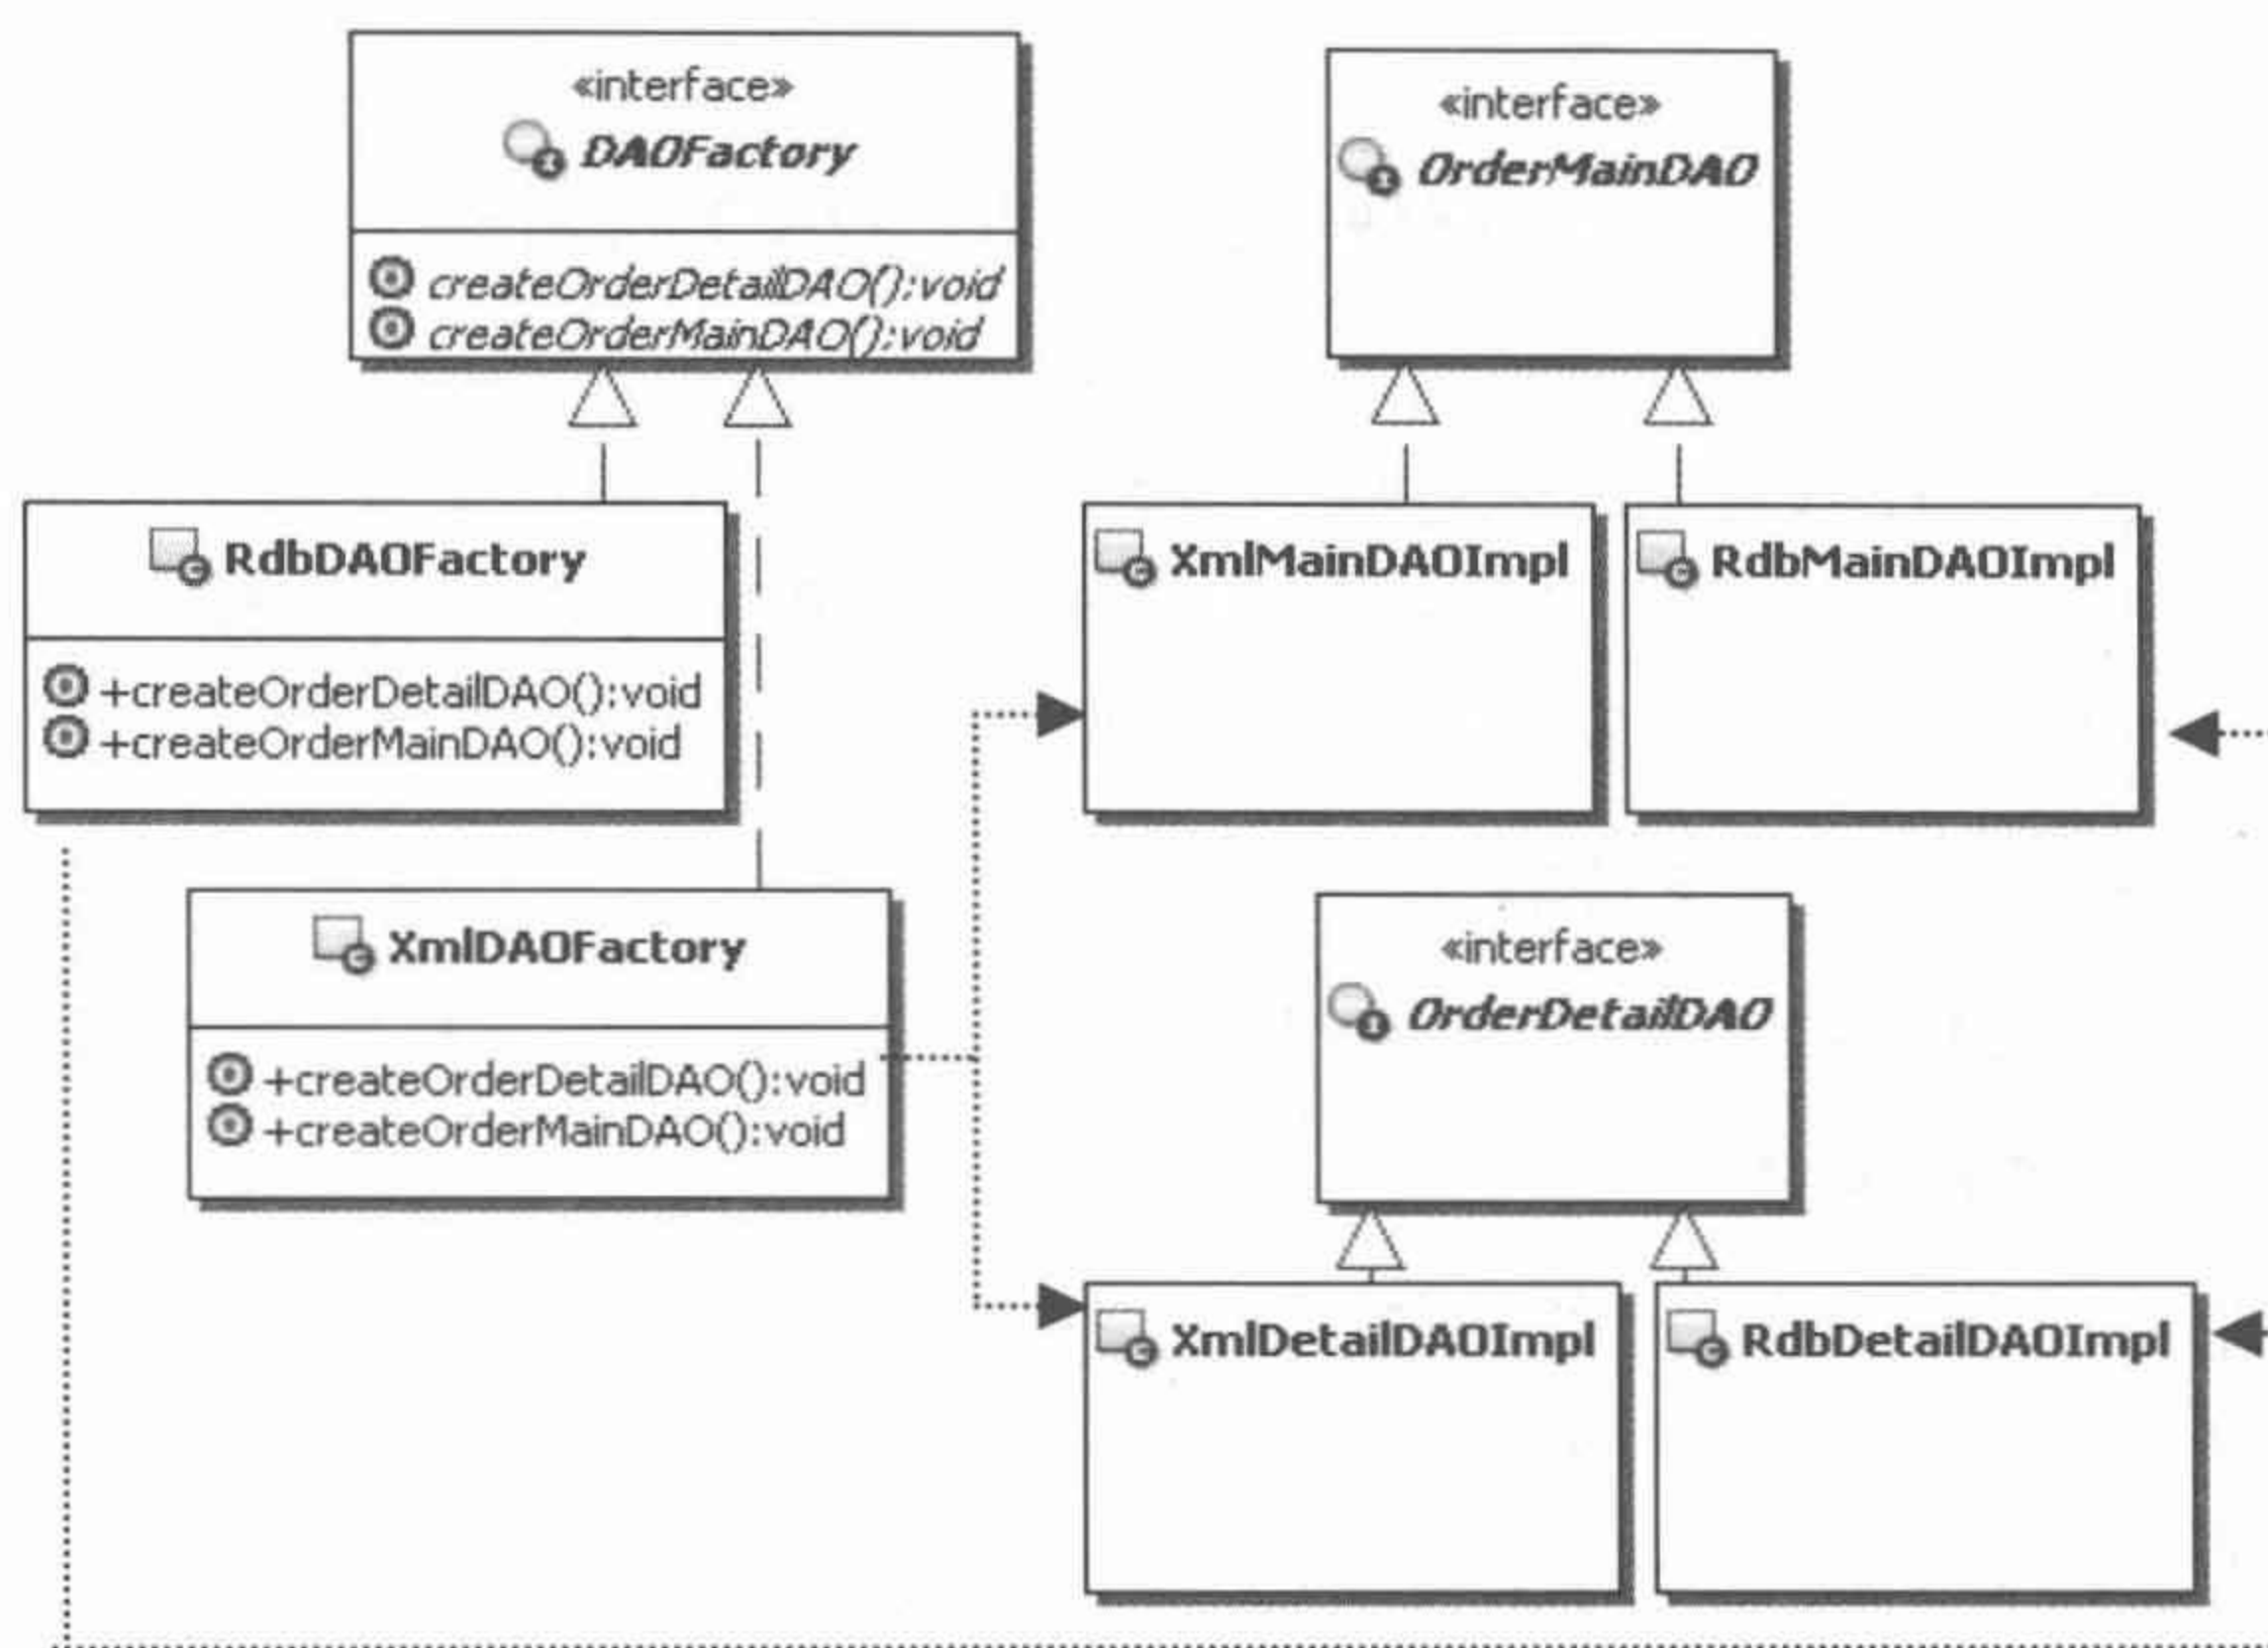 «interface»
DAOFactory
createOrderDetailDAO():void
createOrderMainDAO():void
«interface»
OrderMainDAO
RdbDAOFactory
+createOrderDetailDAO():void
+createOrderMainDAO():void
XmlMainDAOImpl
RdbMainDAOImpl
XmlDAOFactory
+createOrderDetailDAO():void
+createOrderMainDAO():void
«interface»
OrderDetailDAO
XmlDetailDAOImpl
RdbDetailDAOImpl